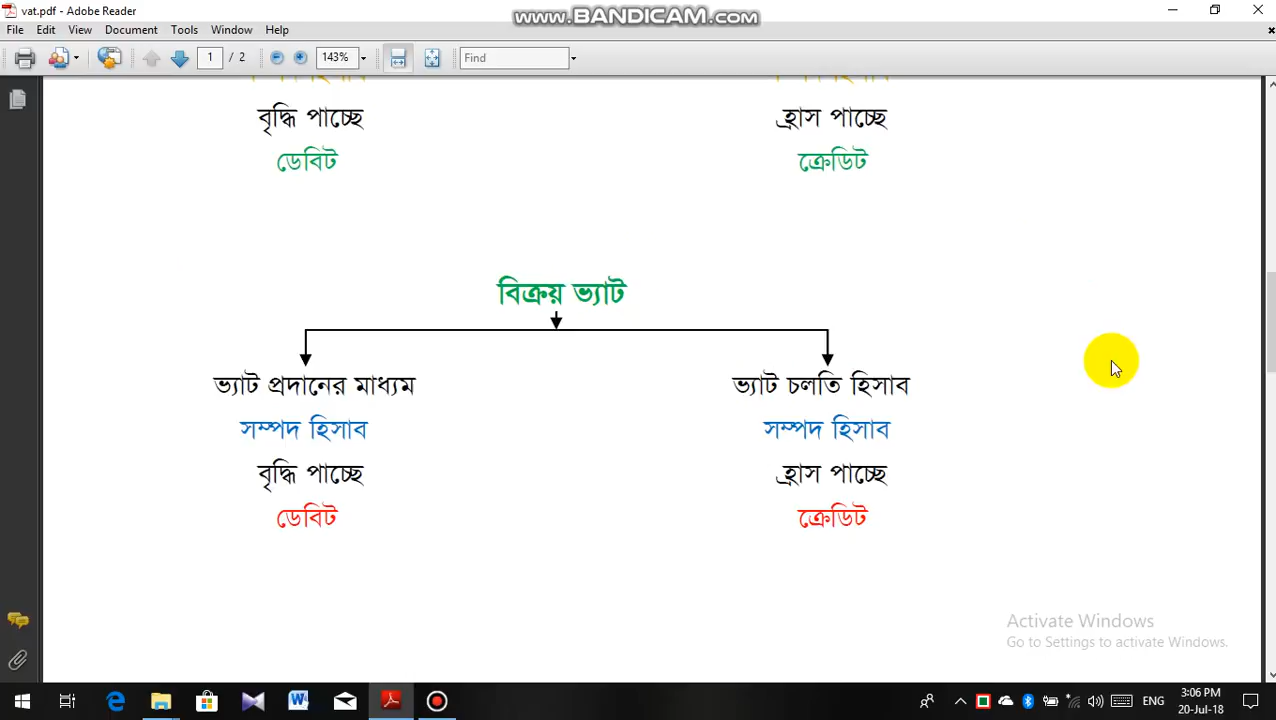 vat.pdf - Adobe Reader
www.BANDICAM.com
File Edit View Document Tools Window Help
1 / 2 143% Find
বৃদ্ধি পাচ্ছে হ্রাস পাচ্ছে
ডেবিট ক্রেডিট
বিক্রয় ভ্যাট
ভ্যাট প্রদানের মাধ্যম ভ্যাট চলতি হিসাব
সম্পদ হিসাব সম্পদ হিসাব
বৃদ্ধি পাচ্ছে হ্রাস পাচ্ছে
ডেবিট ক্রেডিট
Activate Windows
Go to Settings to activate Windows.
ENG 3:06 PM
20-Jul-18